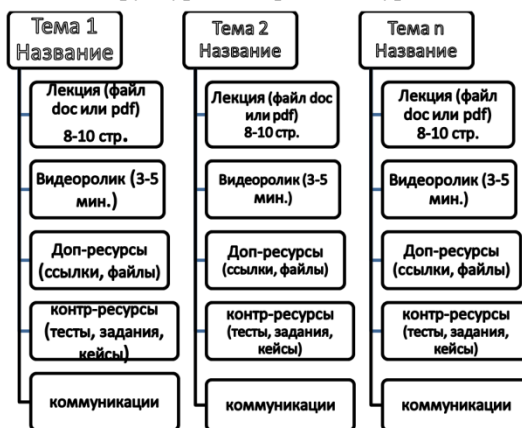 Тема 1
Название
Лекция (файл
doc или pdf)
8-10 стр.
Видеоролик (3-5
мин.)
Доп-ресурсы
(ссылки, файлы)
контр-ресурсы
(тесты, задания,
кейсы)
коммуникации
Тема 2
Название
Лекция (файл doc
или pdf)
8-10 стр.
Видеоролик (3-5
мин.)
Доп-ресурсы
(ссылки, файлы)
контр-ресурсы
(тесты, задания,
кейсы)
коммуникации
Тема n
Название
Лекция (файл
doc или pdf)
8-10 стр.
Видеоролик (3-5
мин.)
Доп-ресурсы
(ссылки, файлы)
контр-ресурсы
(тесты, задания,
кейсы)
коммуникации